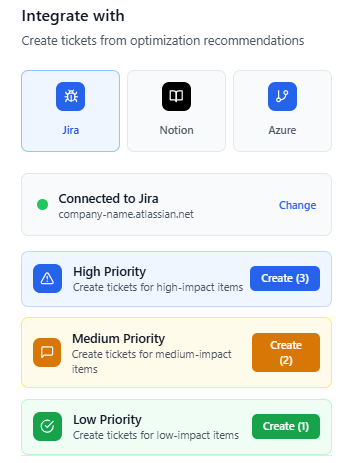 Integrate with
Create tickets from optimization recommendations
Jira
Notion
Azure
Connected to Jira
company-name.atlassian.net
Change
High Priority
Create tickets for high-impact items
Create (3)
Medium Priority
Create tickets for medium-impact
items
Create
(2)
Low Priority
Create tickets for low-impact items
Create (1)